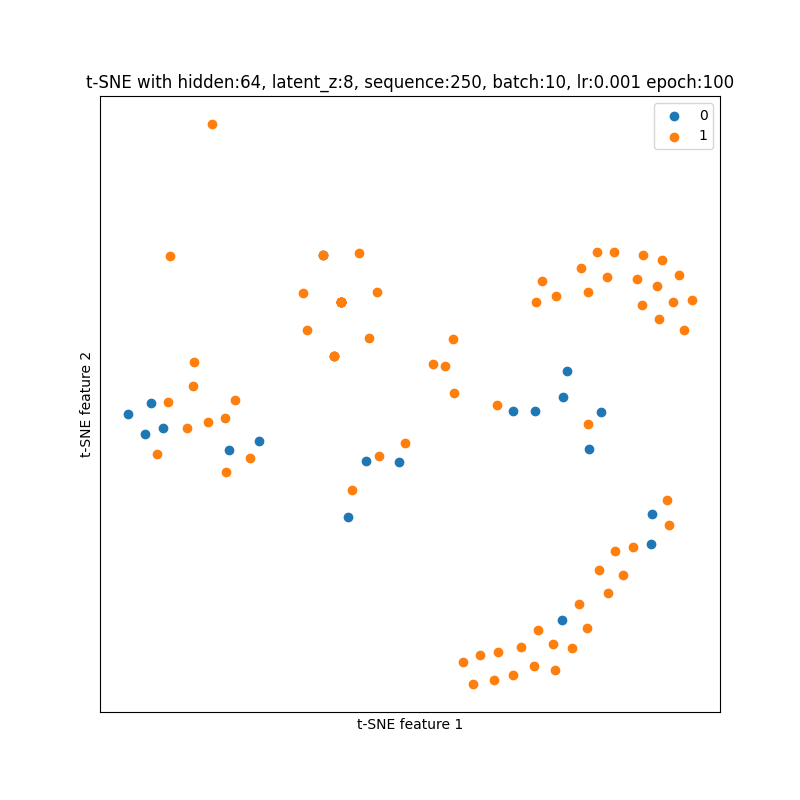 t-SNE with hidden:64, latent_z:8, sequence:250, batch:10, lr:0.001 epoch:100
0
1
t-SNE feature 2
t-SNE feature 1